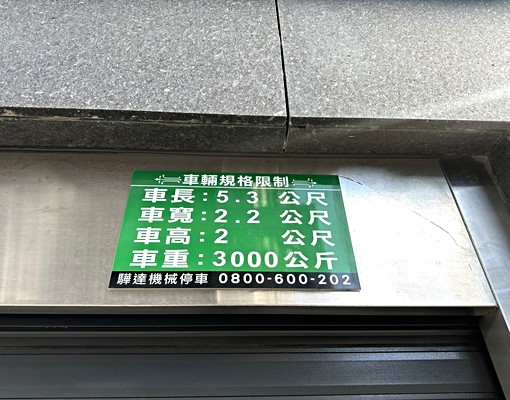 車輛規格限制
車長:5.3 公尺
車寬:2.2 公尺
車高:2 公尺
車重:3000公斤
驊達機械停車 0800-600-202